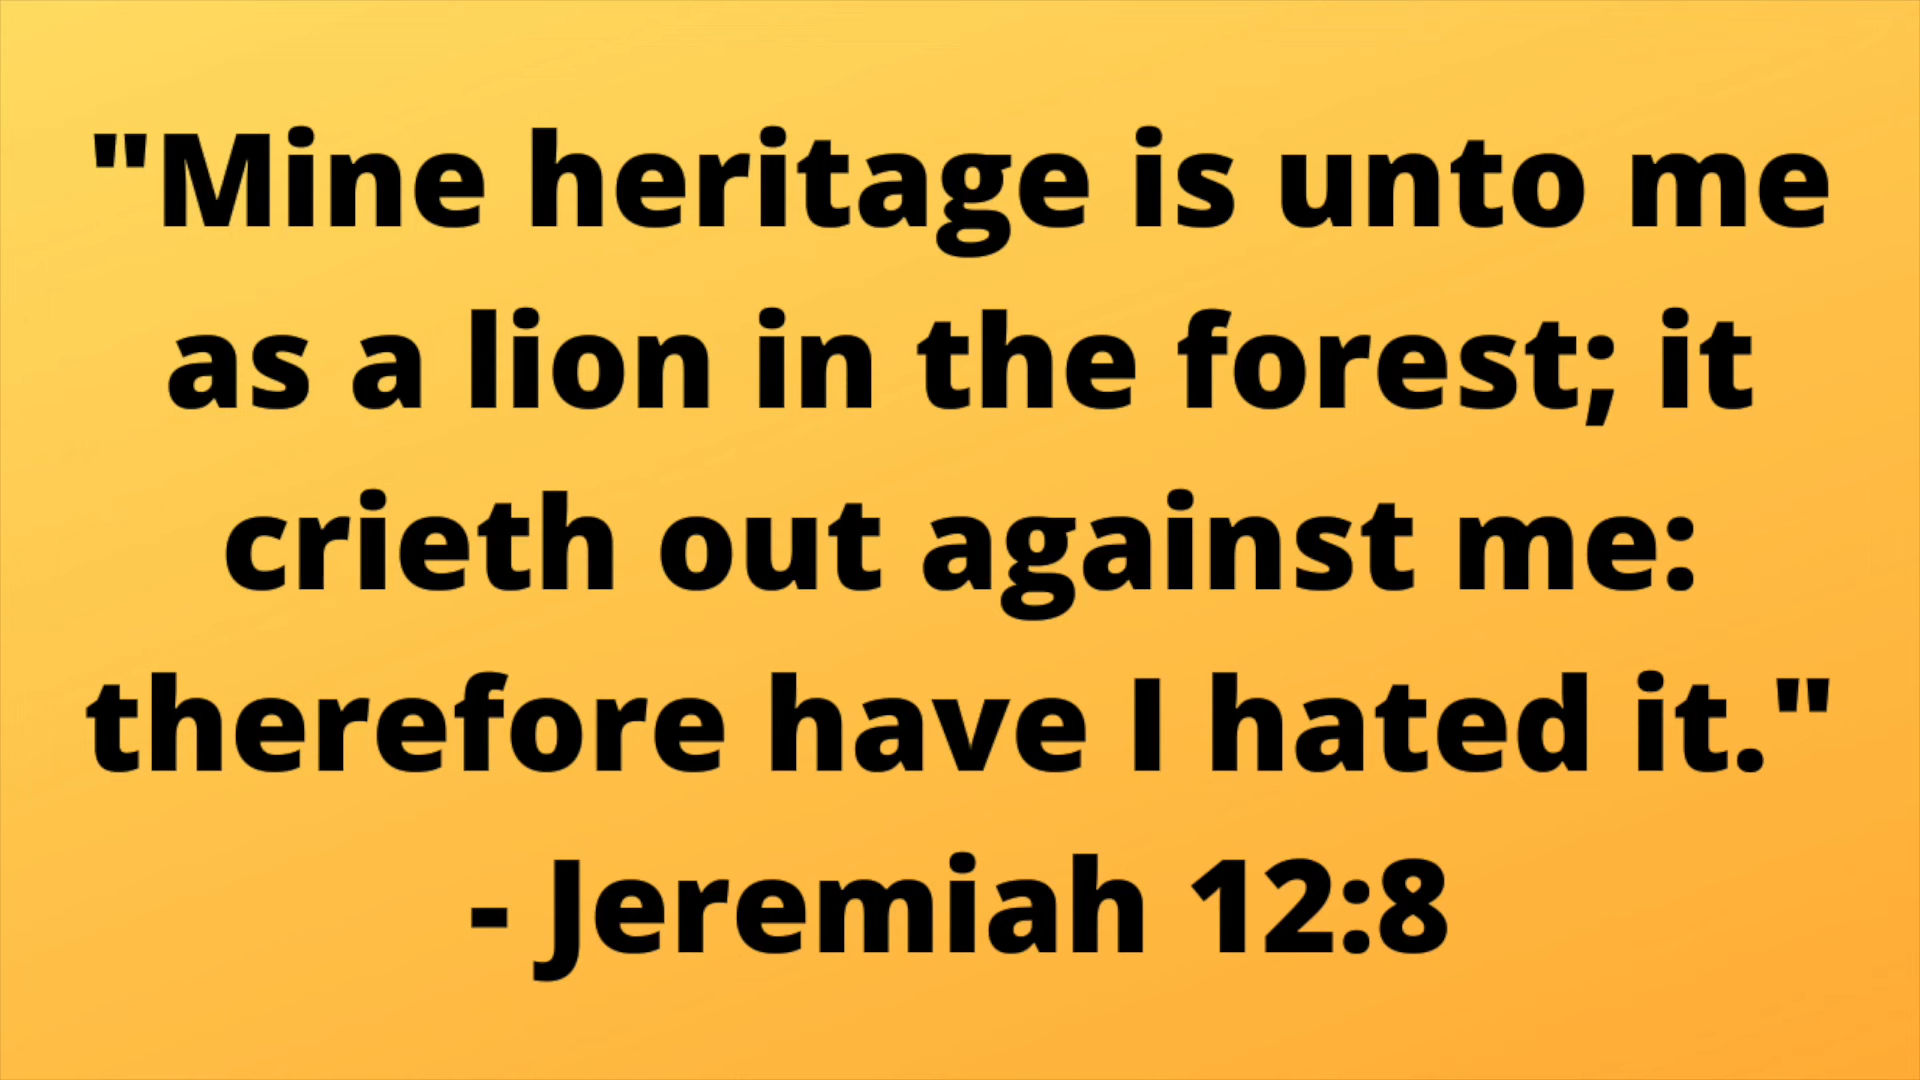 "Mine heritage is unto me
as a lion in the forest; it
crieth out against me:
therefore have I hated it."
- Jeremiah 12:8